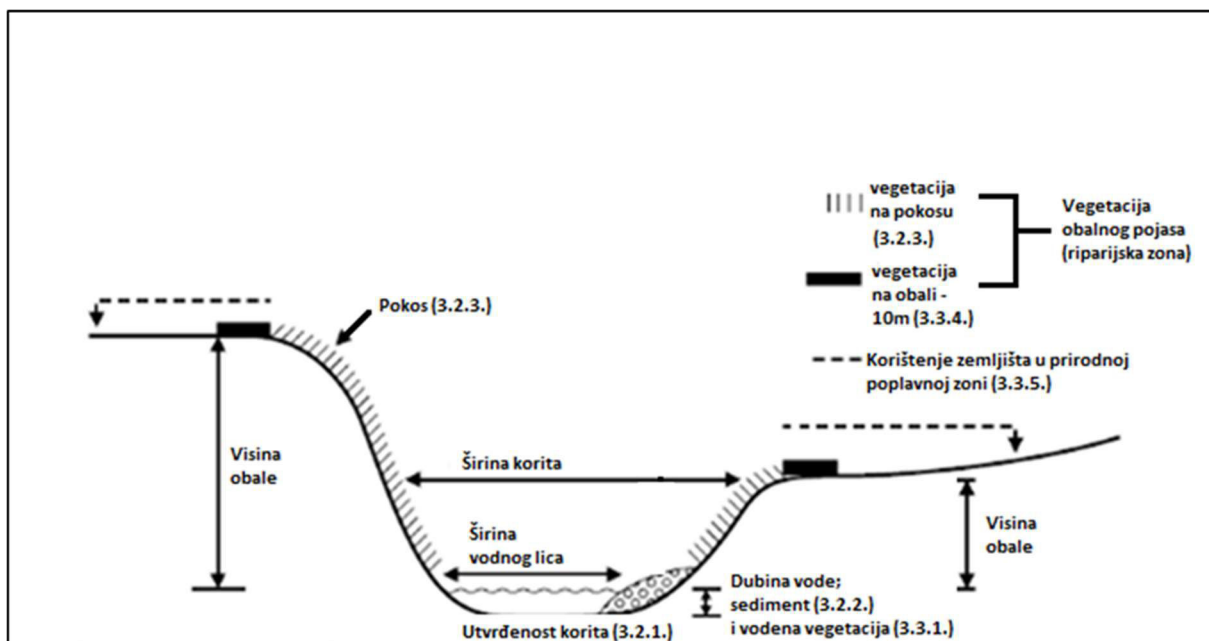 vegetacija
na pokosu
(3.2.3.)
Vegetacija
obalnog pojasa
(riparijska zona)
vegetacija
na obali -
10m (3.3.4.)
Pokos (3.2.3.)
Korištenje zemljišta u prirodnoj
poplavnoj zoni (3.3.5.)
Visina
obale
Širina korita
Širina
vodnog lica
Visina
obale
Dubina vode;
sediment (3.2.2.)
i vodena vegetacija (3.3.1.)
Utvrđenost korita (3.2.1.)